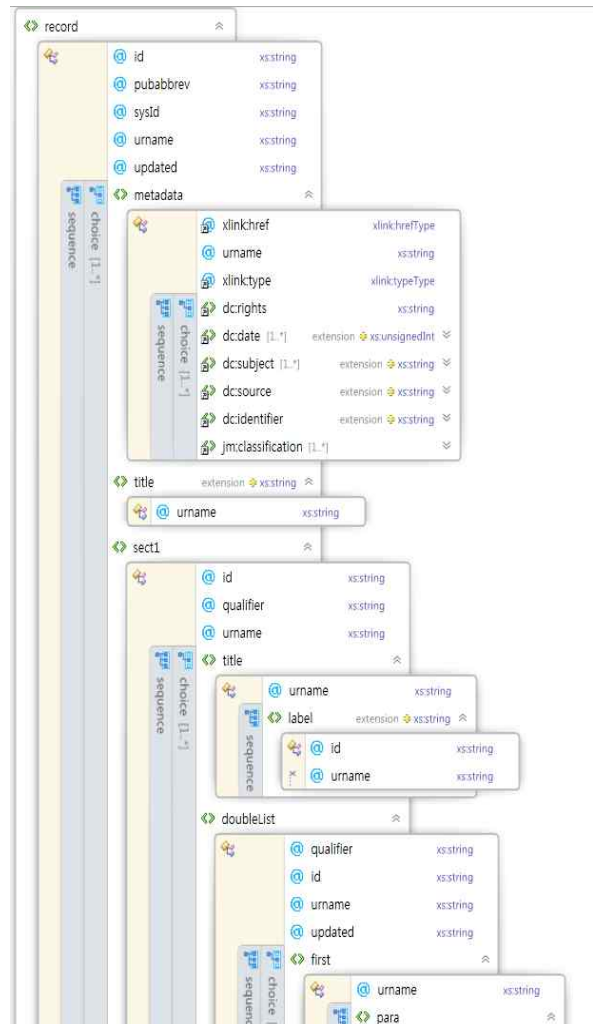 record
id xs:string
pubabbrev xs:string
sysId xs:string
urname xs:string
updated xs:string
sequence
choice [1..*]
metadata
xlink:href xlink:hrefType
urname xs:string
xlink:type xlink:typeType
sequence
choice [1..*]
dc:rights xs:string
dc:date [1..*] extension xs:unsignedInt
dc:subject [1..*] extension xs:string
dc:source extension xs:string
dc:identifier extension xs:string
jm:classification [1..*]
title extension xs:string
urname xs:string
sect1
id xs:string
qualifier xs:string
urname xs:string
sequence
choice [1..*]
title
urname xs:string
sequence
label extension xs:string
id xs:string
x...
urname xs:string
doubleList
qualifier xs:string
id xs:string
urname xs:string
updated xs:string
sequenc
choice [
first
urname xs:string
para